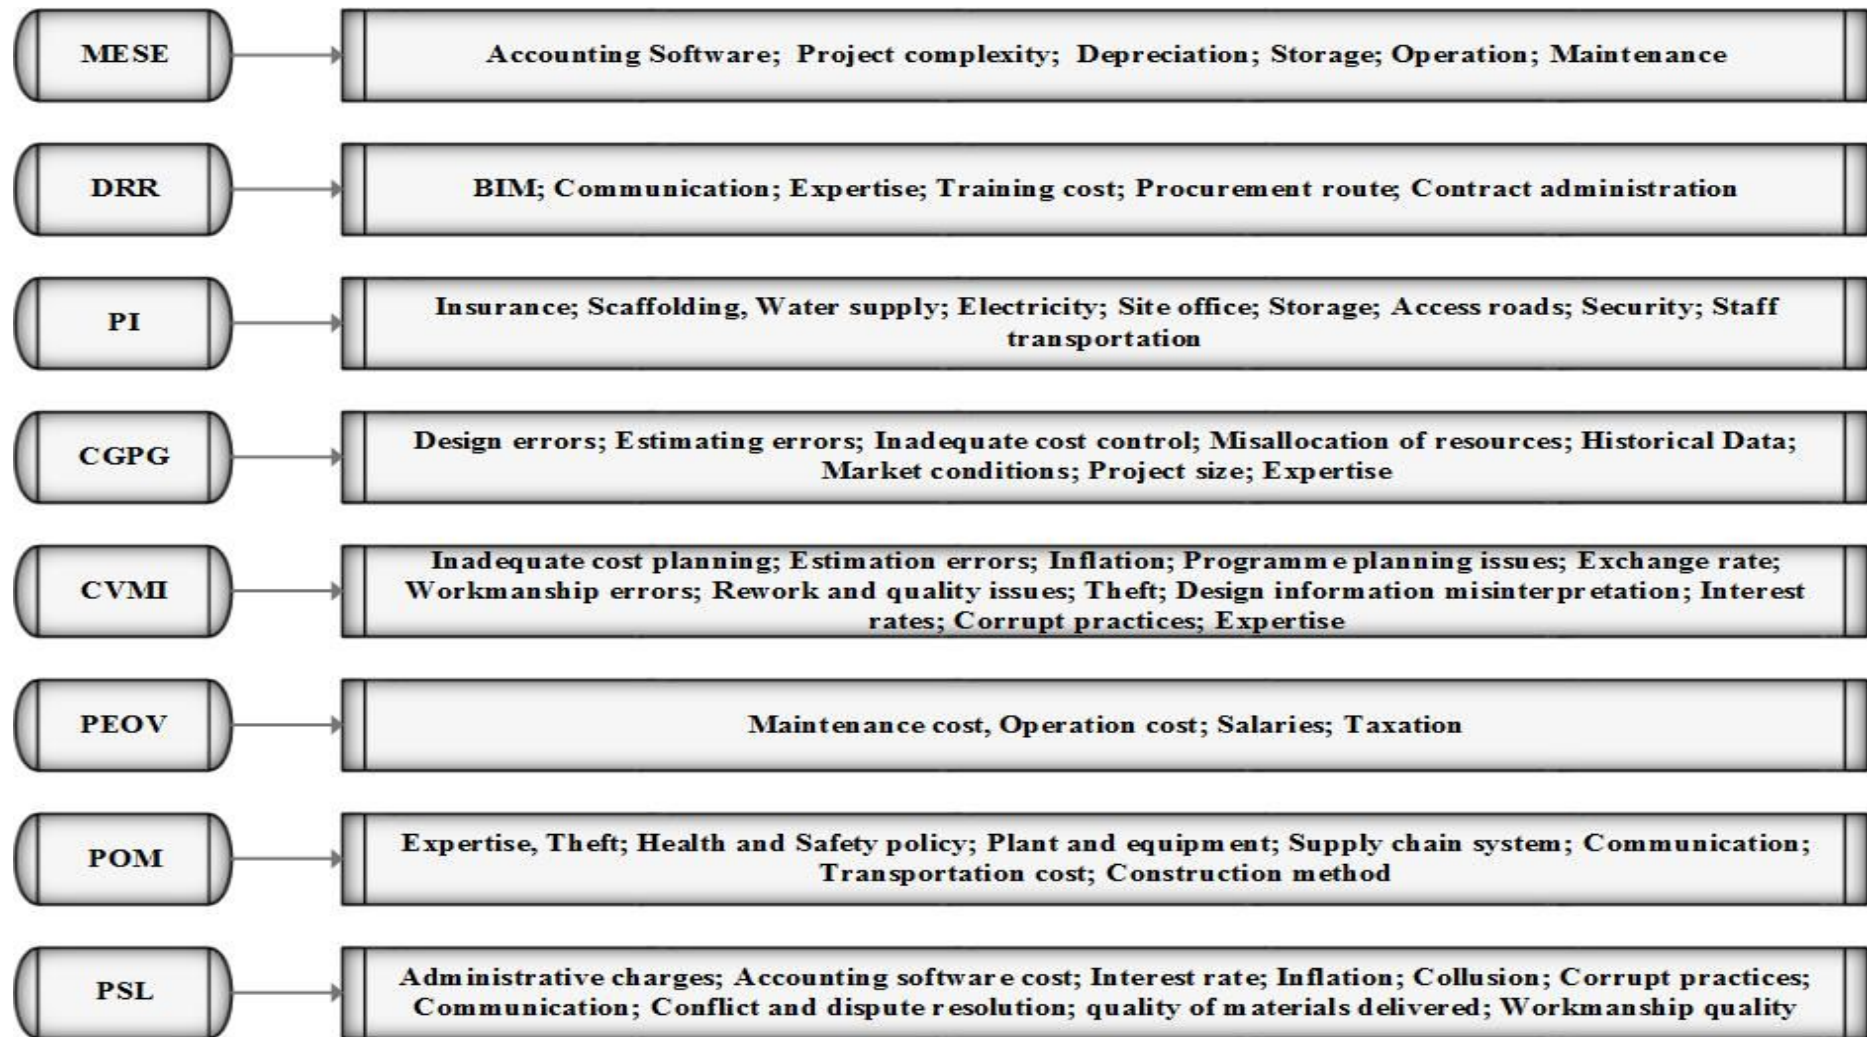 MESE
Accounting Software; Project complexity; Depreciation; Storage; Operation; Maintenance
DRR
BIM; Communication; Expertise; Training cost; Procurement route; Contract administration
PI
Insurance; Scaffolding, Water supply; Electricity; Site office; Storage; Access roads; Security; Staff
transportation
CGPG
Design errors; Estimating errors; Inadequate cost control; Misallocation of resources; Historical Data;
Market conditions; Project size; Expertise
CVMI
Inadequate cost planning; Estimation errors; Inflation; Programme planning issues; Exchange rate;
Workmanship errors; Rework and quality issues; Theft; Design information misinterpretation; Interest
rates; Corrupt practices; Expertise
PEOV
Maintenance cost, Operation cost; Salaries; Taxation
POM
Expertise, Theft; Health and Safety policy; Plant and equipment; Supply chain system; Communication;
Transportation cost; Construction method
PSL
Administrative charges; Accounting software cost; Interest rate; Inflation; Collusion; Corrupt practices;
Communication; Conflict and dispute resolution; quality of materials delivered; Workmanship quality